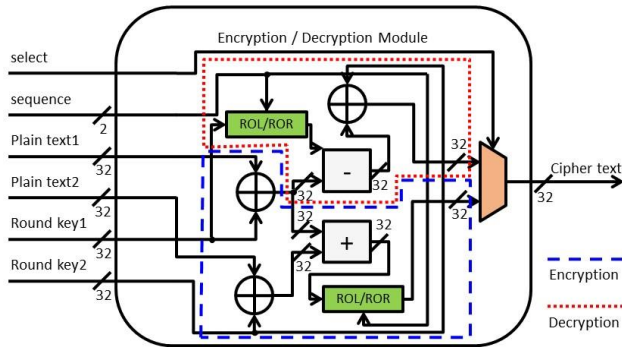 Encryption / Decryption Module
select
sequence
2
Plain text1
32
Plain text2
32
Round key1
32
Round key2
32
ROL/ROR
-
32
32
32
32
+
32
32
ROL/ROR
32
32
Cipher text
32
Encryption
Decryption